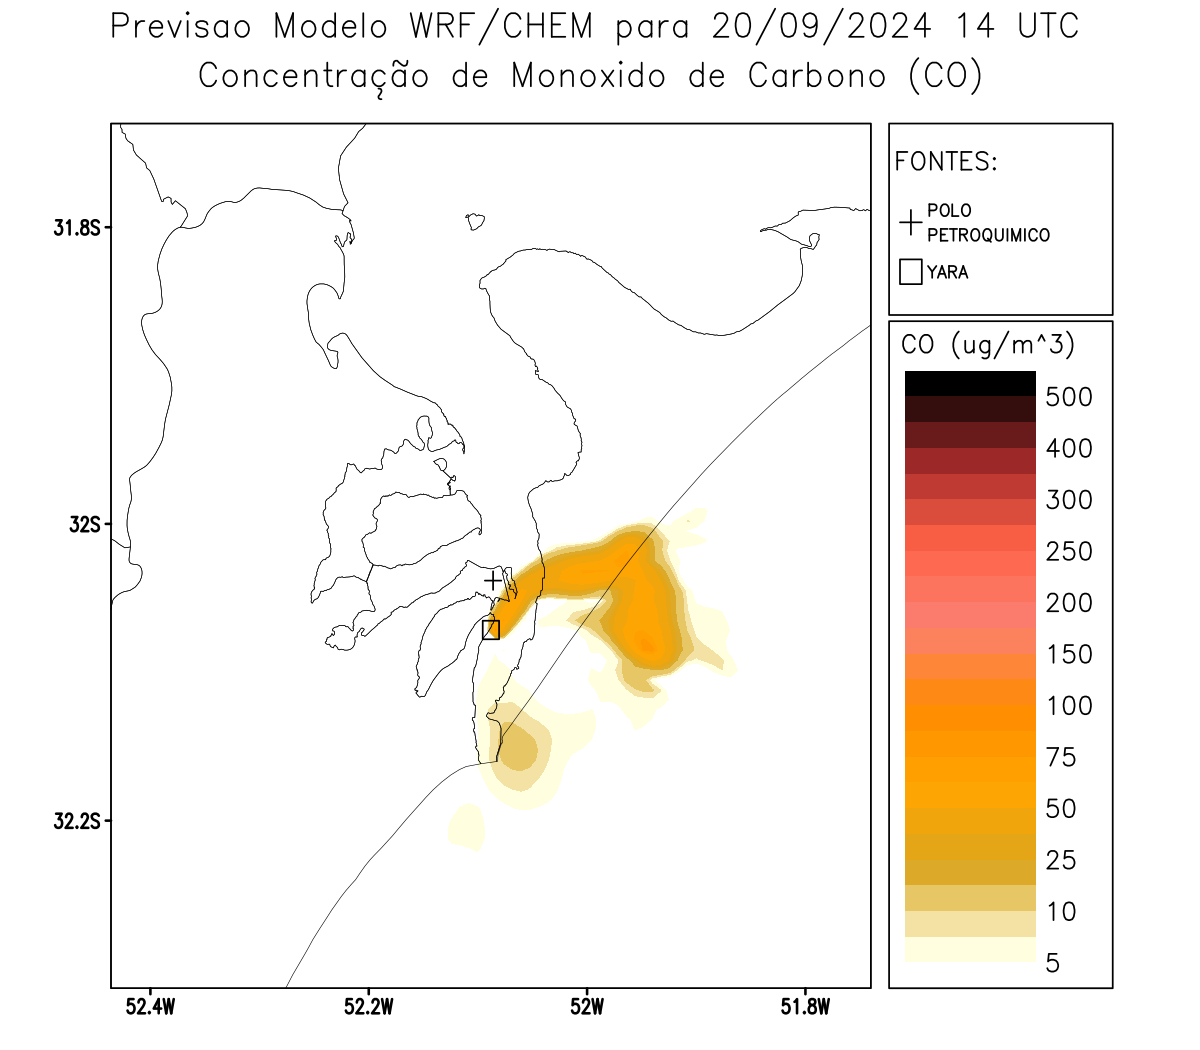 Previsao Modelo WRF/CHEM para 20/09/2024 14 UTC
Concentração de Monoxido de Carbono (CO)
FONTES:
POLO
PETROQUIMICO
YARA
CO (ug/m^3)
500
400
300
250
200
150
100
75
50
25
10
5
31.8S
32S
32.2S
52.4W
52.2W
52W
51.8W